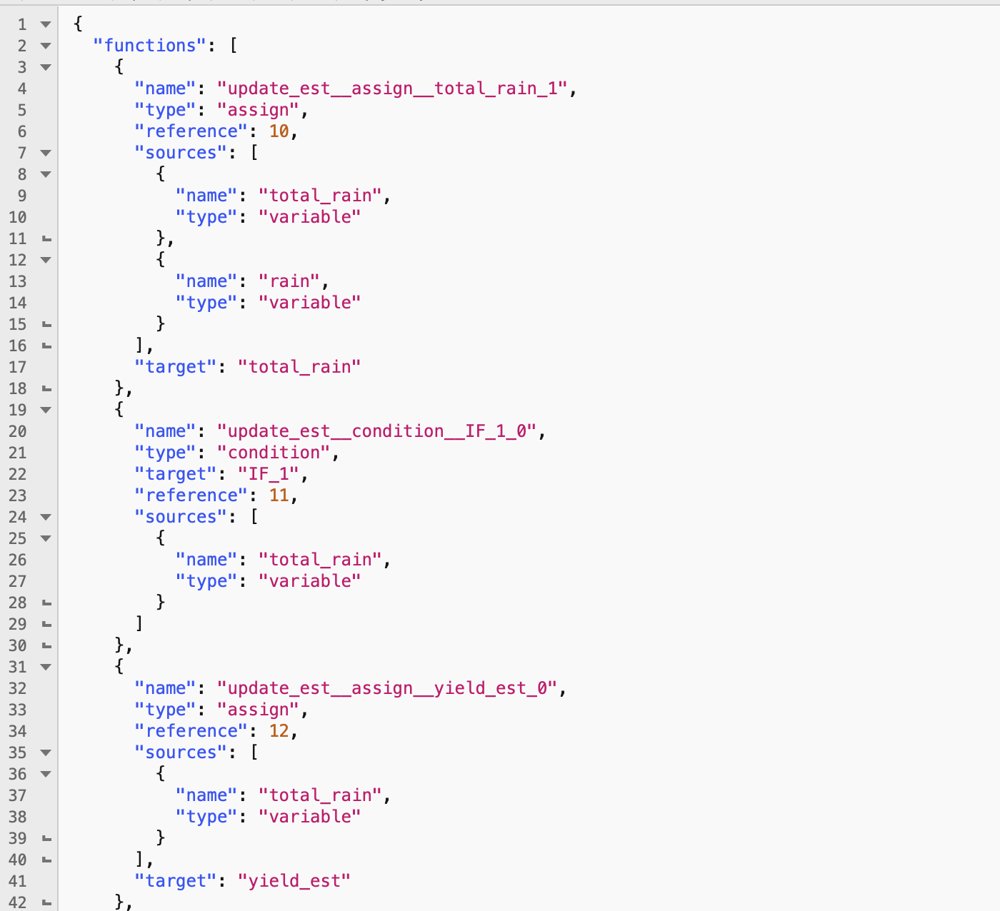 1 {
2 "functions": [
3 {
4 "name": "update_est__assign__total_rain_1",
5 "type": "assign",
6 "reference": 10,
7 "sources": [
8 {
9 "name": "total_rain",
10 "type": "variable"
11 },
12 {
13 "name": "rain",
14 "type": "variable"
15 }
16 ],
17 "target": "total_rain"
18 },
19 {
20 "name": "update_est__condition__IF_1_0",
21 "type": "condition",
22 "target": "IF_1",
23 "reference": 11,
24 "sources": [
25 {
26 "name": "total_rain",
27 "type": "variable"
28 }
29 ]
30 },
31 {
32 "name": "update_est__assign__yield_est_0",
33 "type": "assign",
34 "reference": 12,
35 "sources": [
36 {
37 "name": "total_rain",
38 "type": "variable"
39 }
40 ],
41 "target": "yield_est"
42 },